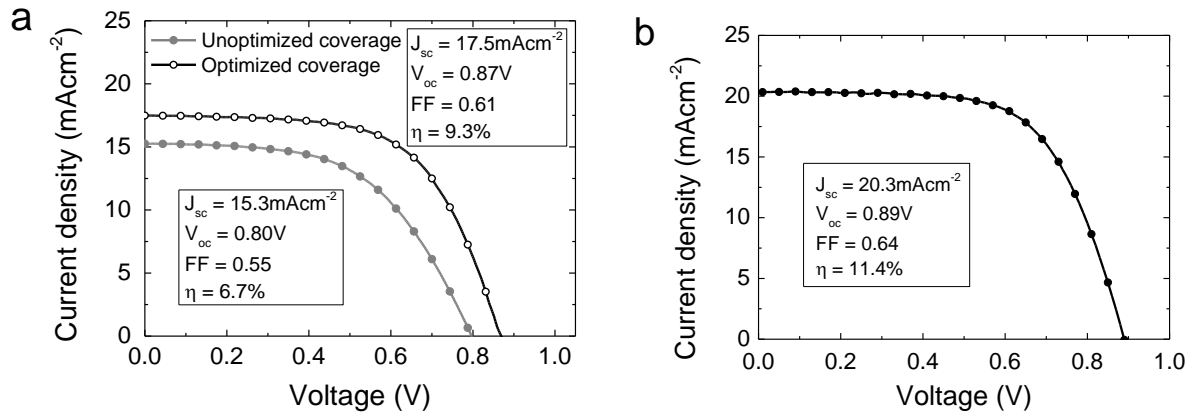 a
Current density (mAcm-2)
25
20
15
10
5
0
0.0 0.2 0.4 0.6 0.8 1.0
Voltage (V)
Unoptimized coverage
Optimized coverage
Jsc = 17.5mAcm-2
Voc = 0.87V
FF = 0.61
η = 9.3%
Jsc = 15.3mAcm-2
Voc = 0.80V
FF = 0.55
η = 6.7%
b
Current density (mAcm-2)
25
20
15
10
5
0
0.0 0.2 0.4 0.6 0.8 1.0
Voltage (V)
Jsc = 20.3mAcm-2
Voc = 0.89V
FF = 0.64
η = 11.4%